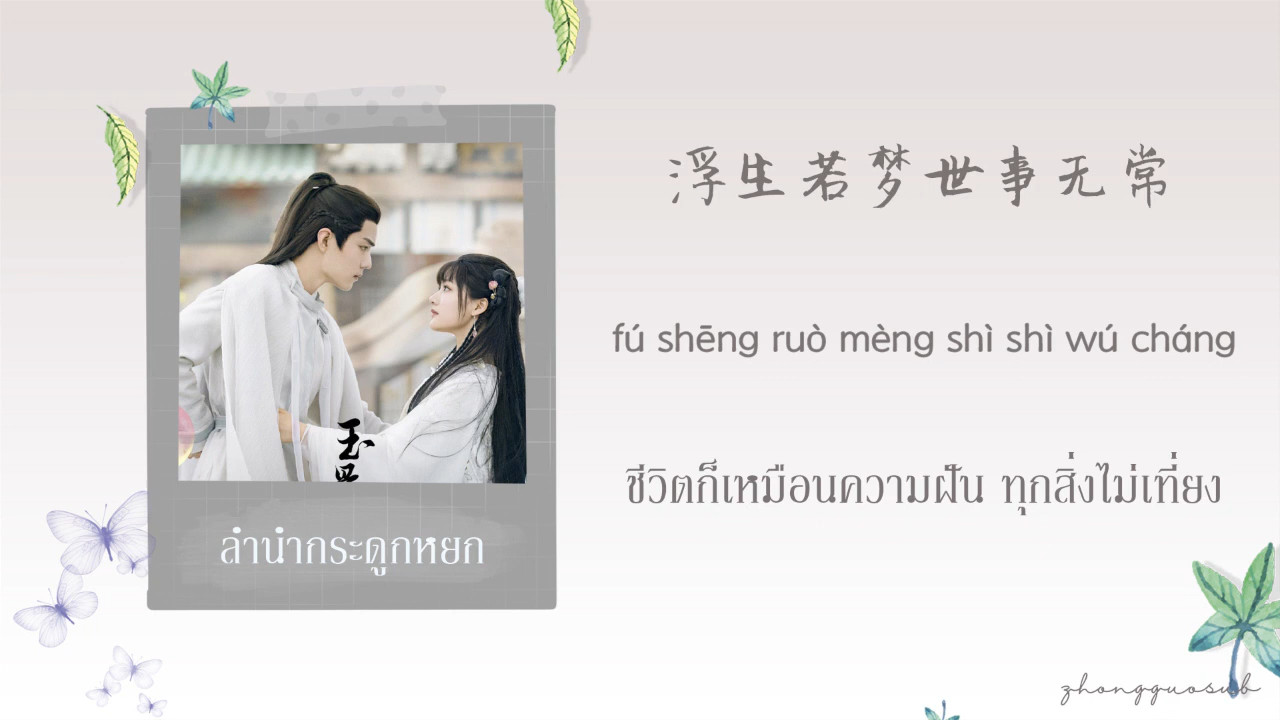 浮生若梦世事无常
fú shēng ruò mèng shì shì wú cháng
ชีวิตก็เหมือนความฝัน ทุกสิ่งไม่เที่ยง
玉
ลำนำกระดูกหยก
zhongguosub